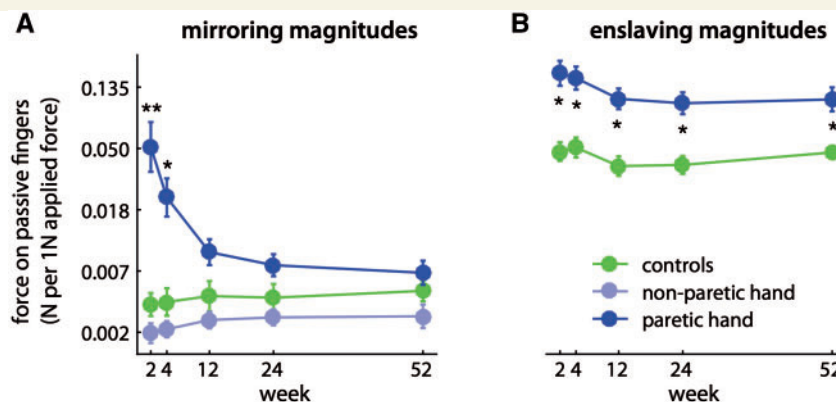 A mirroring magnitudes
B enslaving magnitudes
force on passive fingers
(N per 1N applied force)
0.135
0.050
0.018
0.007
0.002
**
*
* * * * *
controls
non-paretic hand
paretic hand
2 4 12 24 52
week
2 4 12 24 52
week